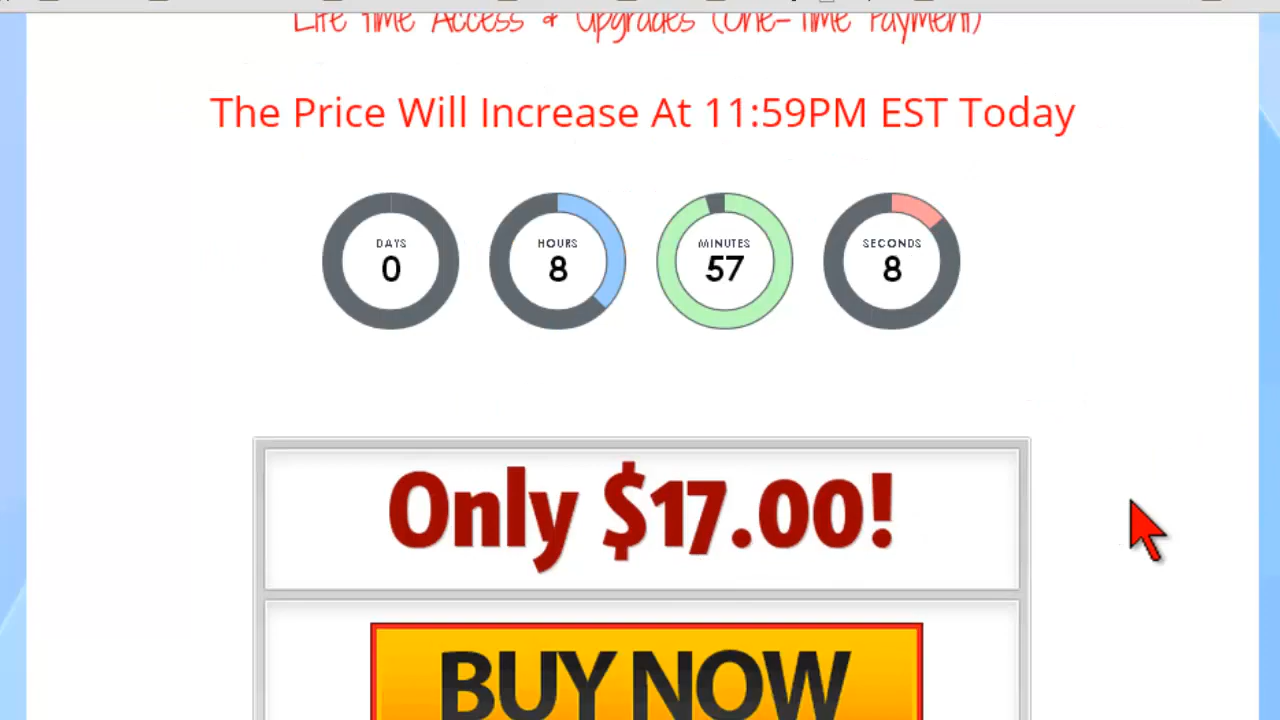 Life Time Access & Upgrades (One-Time Payment)
The Price Will Increase At 11:59PM EST Today
DAYS HOURS MINUTES SECONDS
0 8 57 8
Only $17.00!
BUY NOW